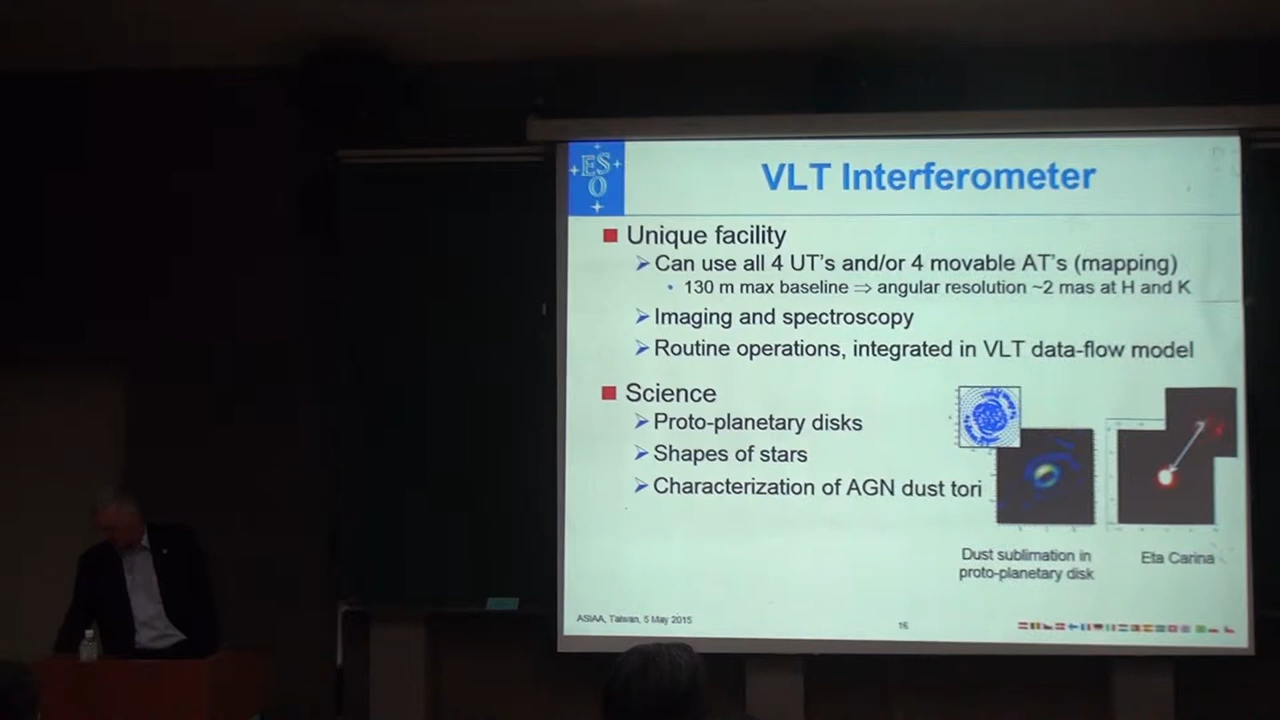 ESO
VLT Interferometer
Unique facility
Can use all 4 UT's and/or 4 movable AT's (mapping)
130 m max baseline ⇒ angular resolution ~2 mas at H and K
Imaging and spectroscopy
Routine operations, integrated in VLT data-flow model
Science
Proto-planetary disks
Shapes of stars
Characterization of AGN dust tori
Dust sublimation in
proto-planetary disk
Eta Carina
ASIAA, Taiwan, 5 May 2015
16